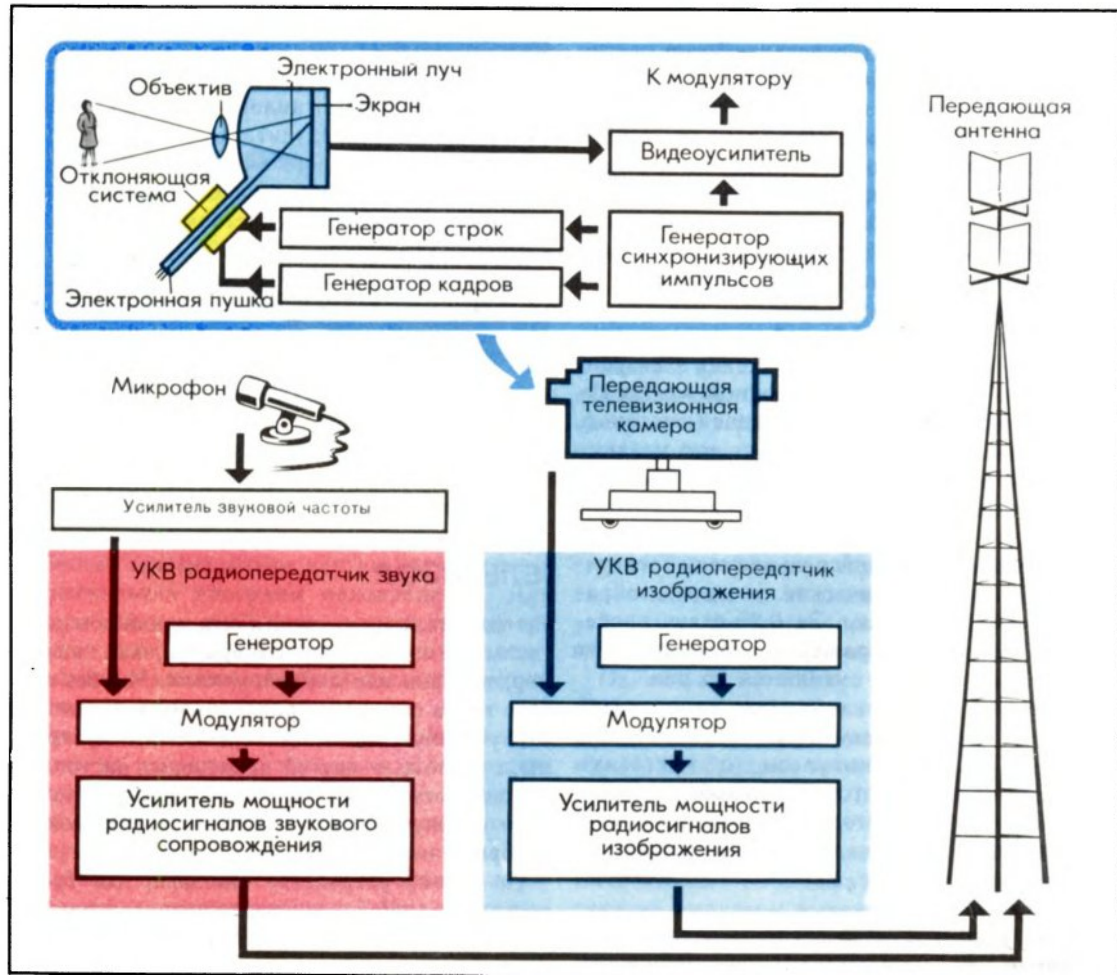 Электронный луч
Объектив
Экран
К модулятору
Видеоусилитель
Отклоняющая
система
Генератор строк
Генератор кадров
Генератор
синхронизирующих
импульсов
Электронная пушка
Передающая
антенна
Микрофон
Усилитель звуковой частоты
УКВ радиопередатчик звука
Генератор
Модулятор
Усилитель мощности
радиосигналов звукового
сопровождения
Передающая
телевизионная
камера
УКВ радиопередатчик
изображения
Генератор
Модулятор
Усилитель мощности
радиосигналов
изображения